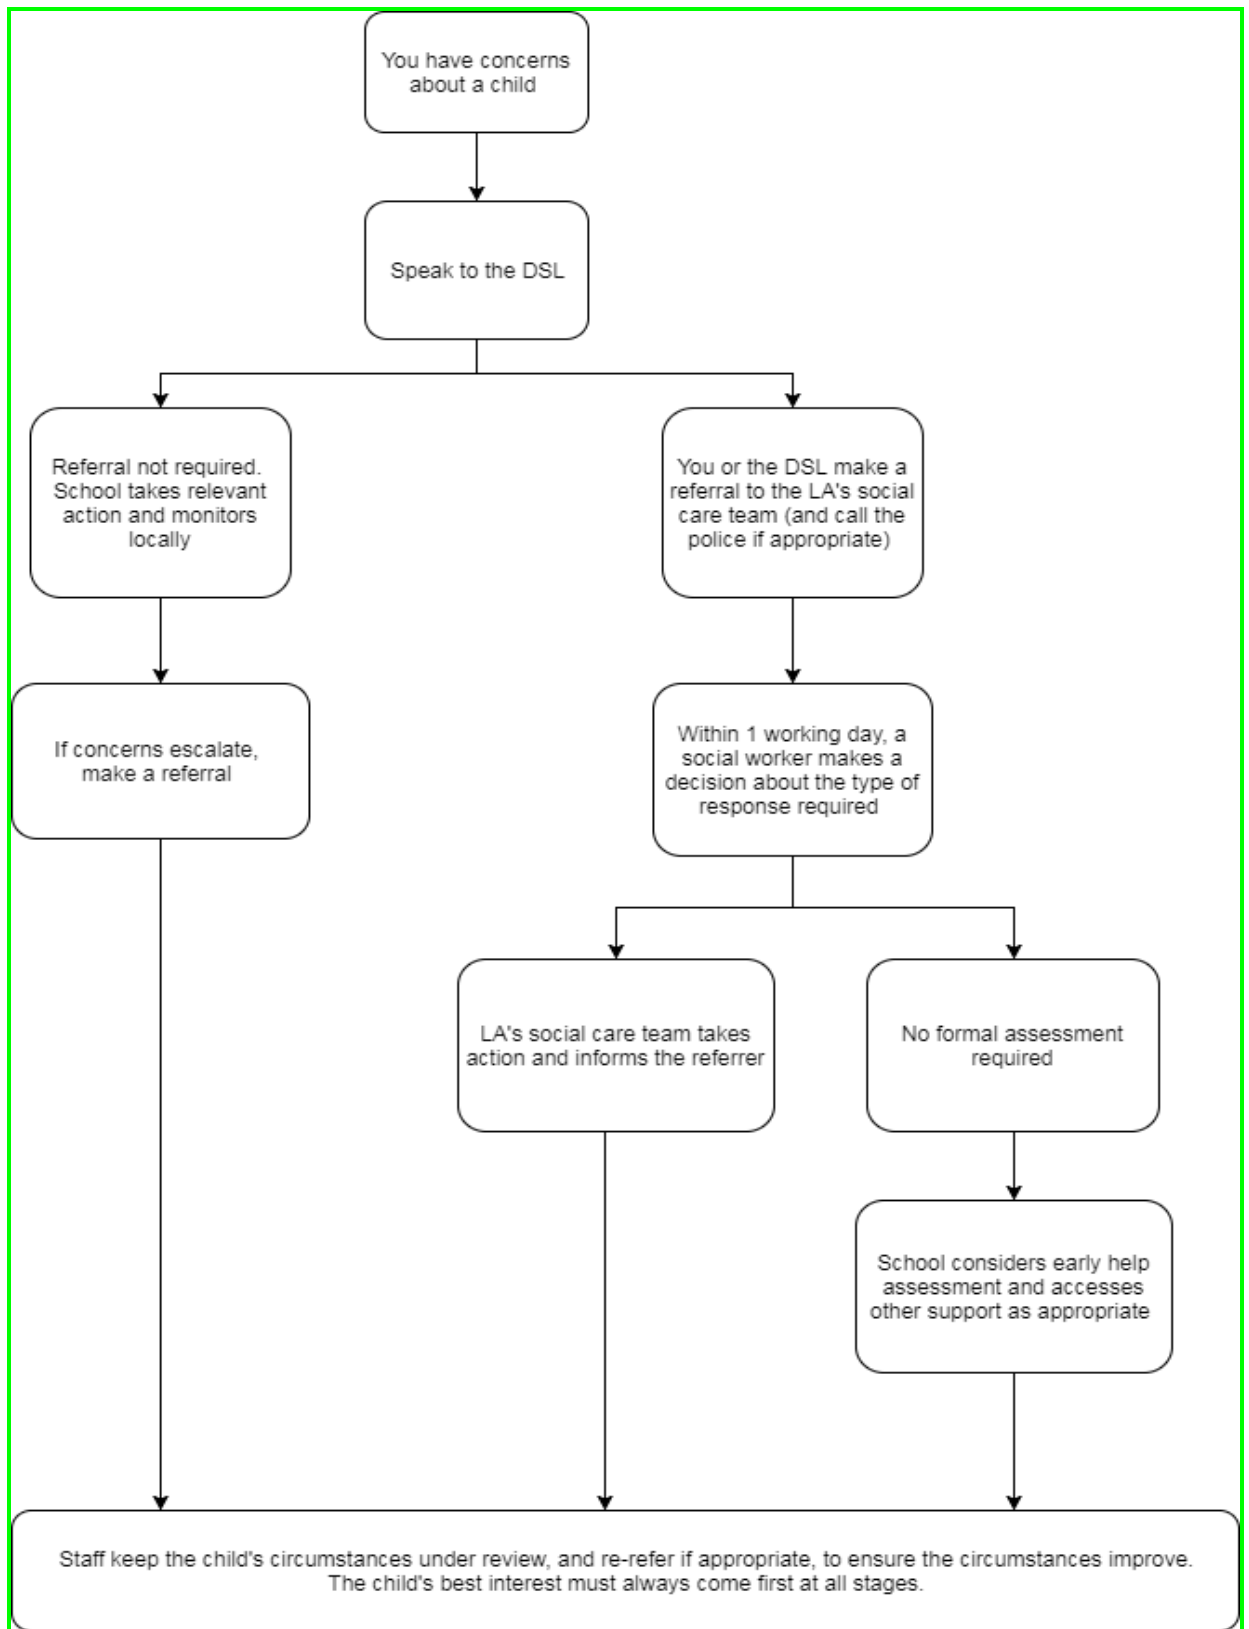 You have concerns
about a child
Speak to the DSL
Referral not required.
School takes relevant
action and monitors
locally
You or the DSL make a
referral to the LA's social
care team (and call the
police if appropriate)
If concerns escalate,
make a referral
Within 1 working day, a
social worker makes a
decision about the type of
response required
LA's social care team takes
action and informs the referrer
No formal assessment
required
School considers early help
assessment and accesses
other support as appropriate
Staff keep the child's circumstances under review, and re-refer if appropriate, to ensure the circumstances improve.
The child's best interest must always come first at all stages.